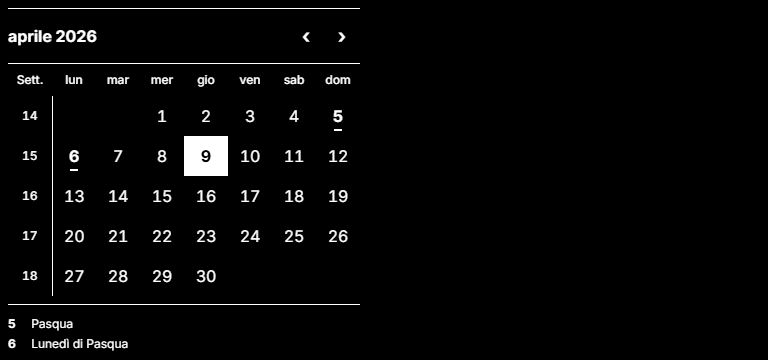 aprile 2026 ‹ ›
Sett. lun mar mer gio ven sab dom
14 1 2 3 4 5
15 6 7 8 9 10 11 12
16 13 14 15 16 17 18 19
17 20 21 22 23 24 25 26
18 27 28 29 30
5 Pasqua
6 Lunedì di Pasqua